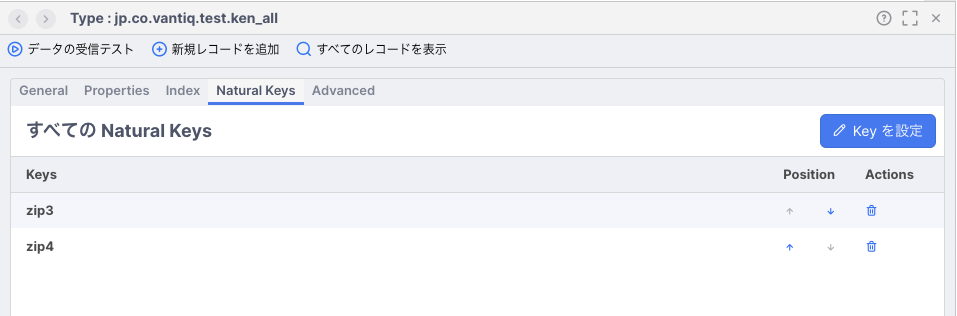 Type : jp.co.vantiq.test.ken_all
データの受信テスト 新規レコードを追加 すべてのレコードを表示
General Properties Index Natural Keys Advanced
すべての Natural Keys Key を設定
Keys Position Actions
zip3
zip4